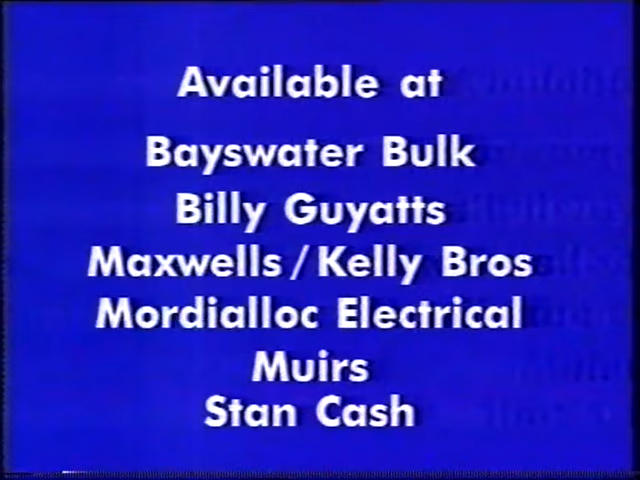 Available at
Bayswater Bulk
Billy Guyatts
Maxwells / Kelly Bros
Mordialloc Electrical
Muirs
Stan Cash